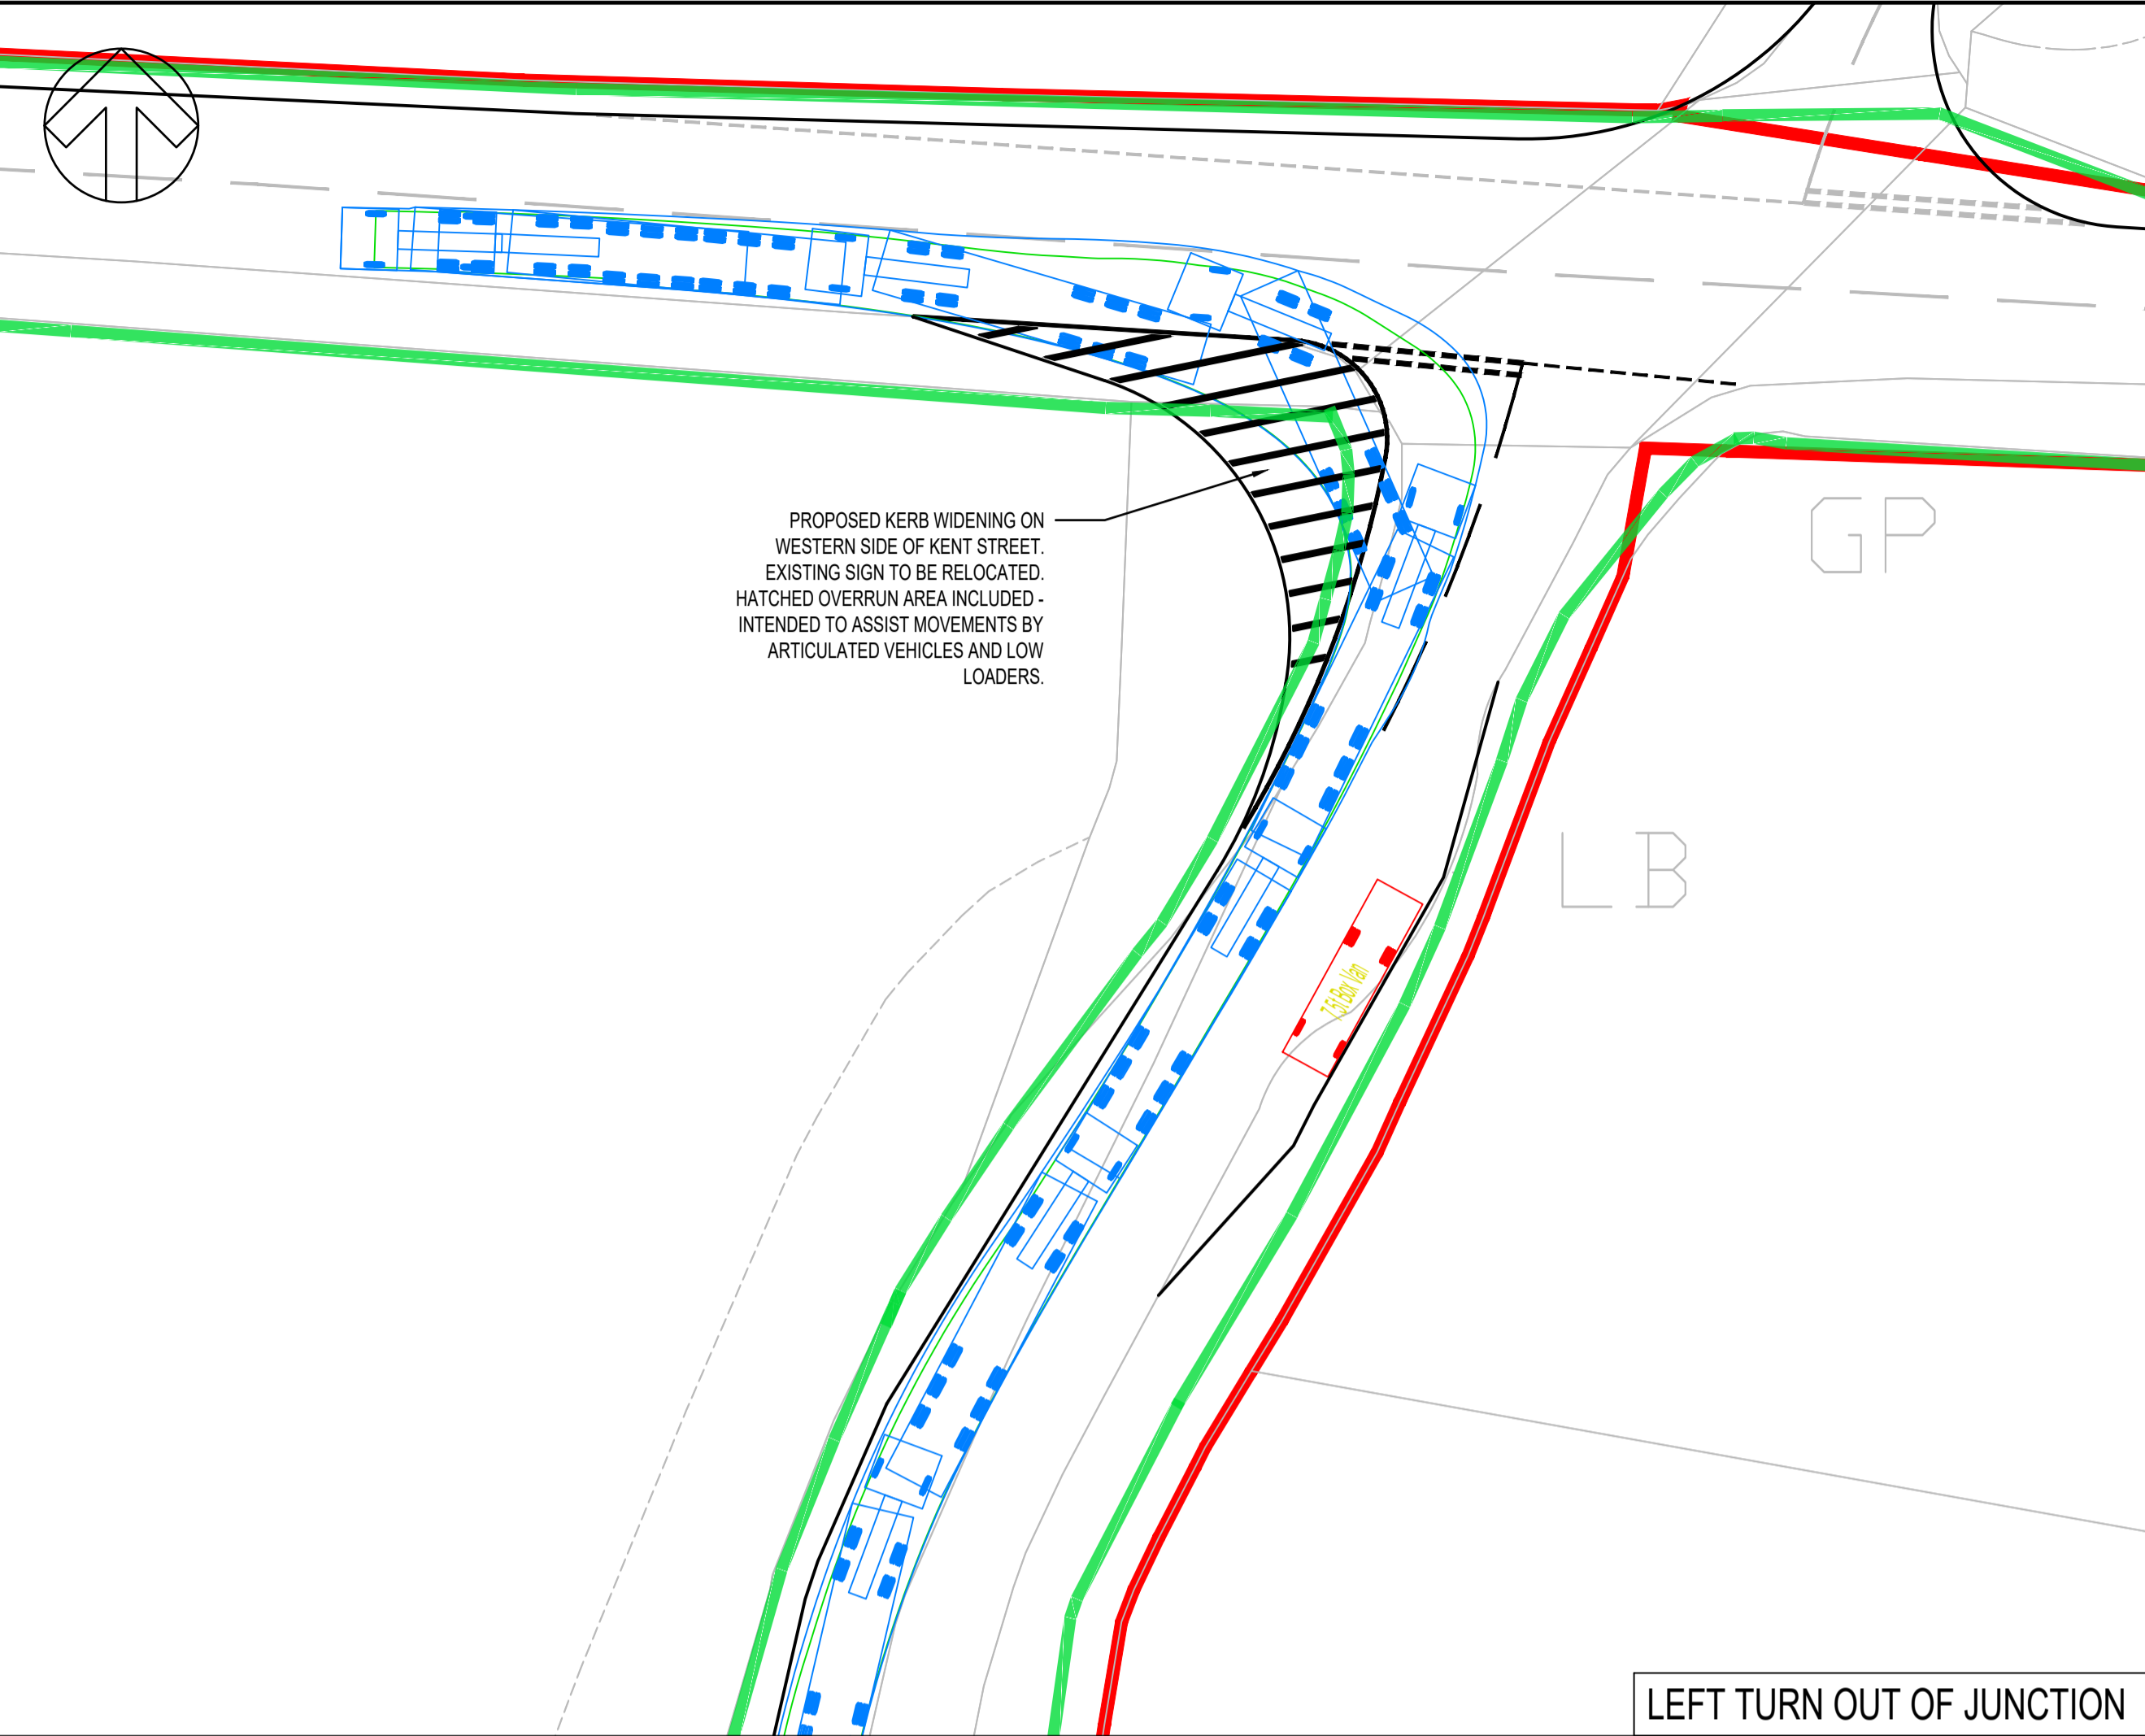 PROPOSED KERB WIDENING ON
WESTERN SIDE OF KENT STREET.
EXISTING SIGN TO BE RELOCATED.
HATCHED OVERRUN AREA INCLUDED -
INTENDED TO ASSIST MOVEMENTS BY
ARTICULATED VEHICLES AND LOW
LOADERS.
GP
LB
7.5t Box Van
LEFT TURN OUT OF JUNCTION